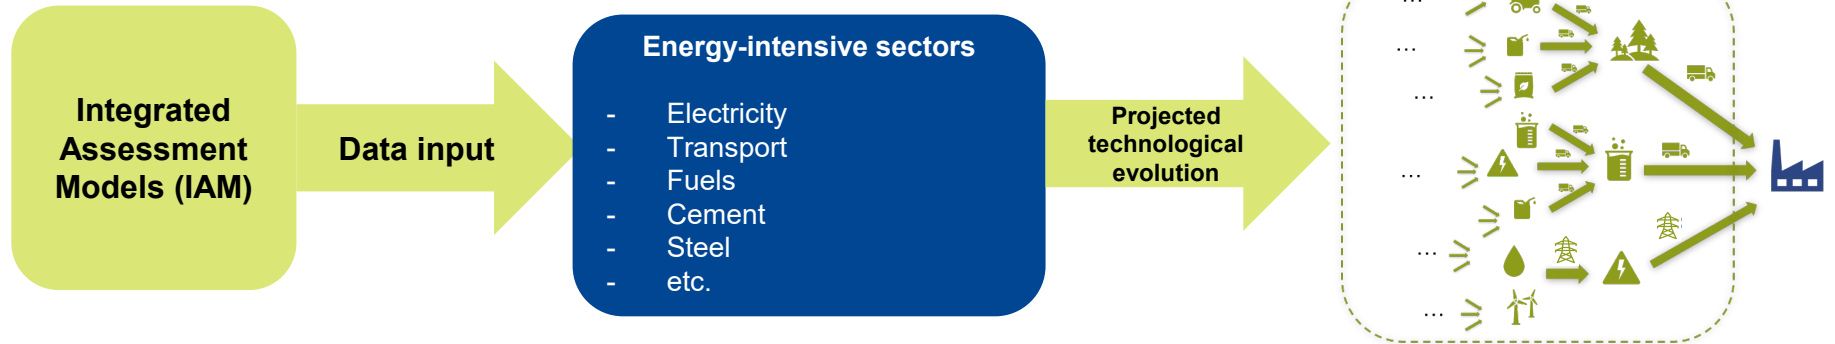 Integrated
Assessment
Models (IAM)
Data input
Energy-intensive sectors
- Electricity
- Transport
- Fuels
- Cement
- Steel
- etc.
Projected
technological
evolution
...
...
...
...
...
...